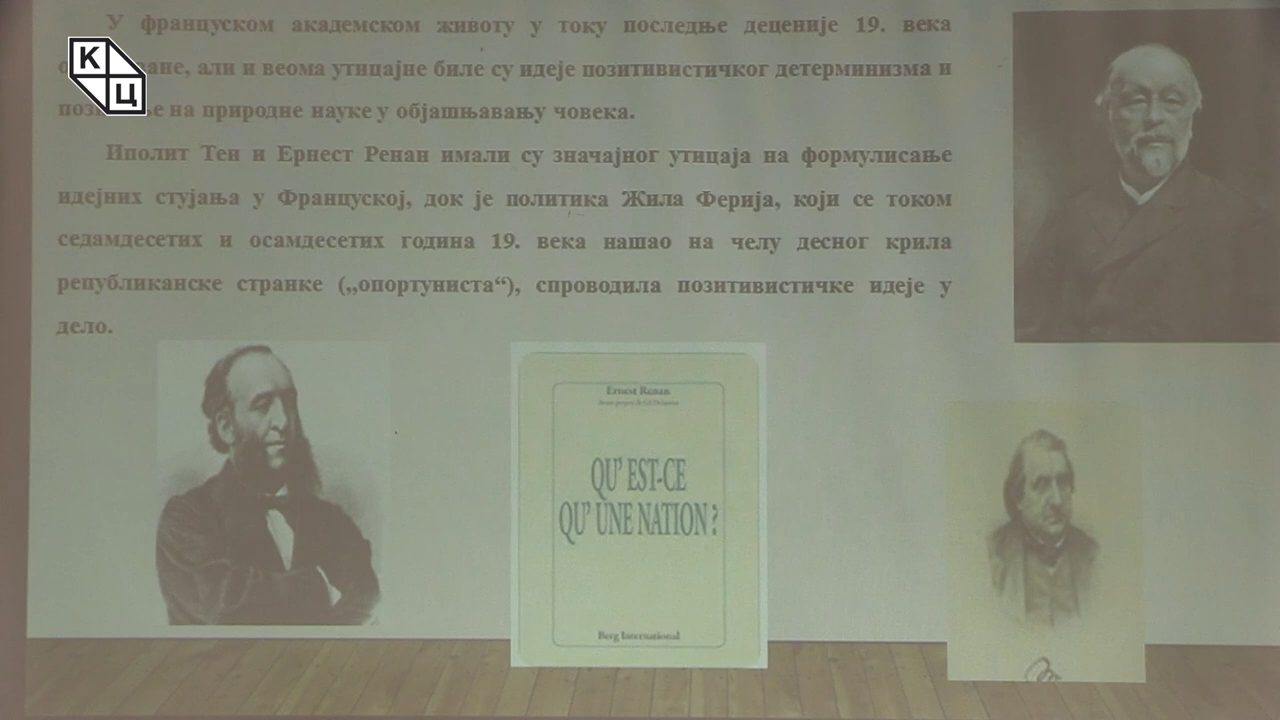 У француском академском животу у току последње деценије 19. века
али и веома утицајне биле су идеје позитивистичког детерминизма и
на природне науке у објашњавању човека.
Иполит Тен и Ернест Ренан имали су значајног утицаја на формулисање
идејних стујања у Француској, док је политика Жила Ферија, који се током
седамдесетих и осамдесетих година 19. века нашао на челу десног крила
републиканске странке („опортуниста“), спроводила позитивистичке идеје у
дело.
К
Ц
Ernest Renan
QU' EST-CE
QU' UNE NATION ?
Berg International